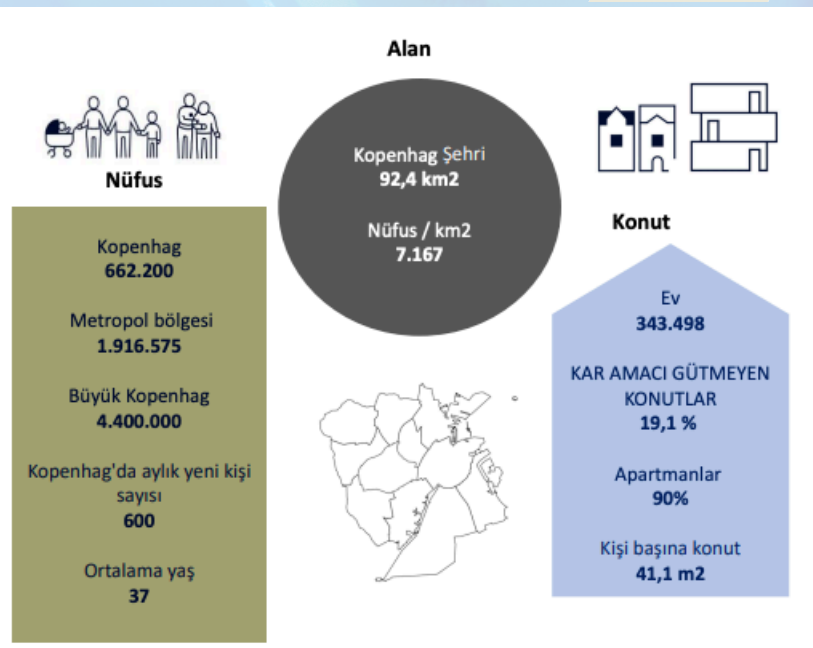 Alan
Nüfus
Kopenhag
662.200
Metropol bölgesi
1.916.575
Büyük Kopenhag
4.400.000
Kopenhag'da aylık yeni kişi
sayısı
600
Ortalama yaş
37
Kopenhag Şehri
92,4 km2
Nüfus / km2
7.167
Konut
Ev
343.498
KAR AMACI GÜTMEYEN
KONUTLAR
19,1 %
Apartmanlar
90%
Kişi başına konut
41,1 m2